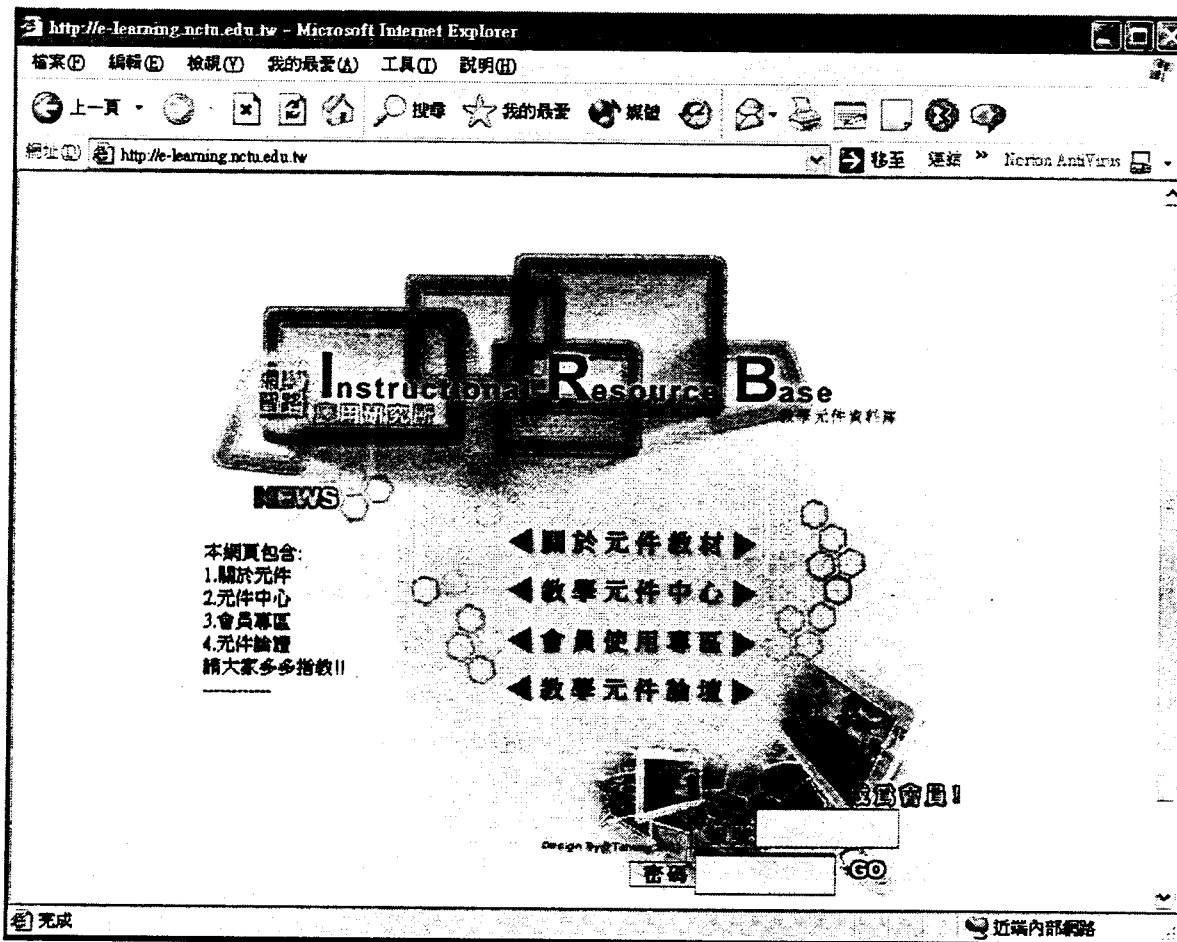 http://e-learning.nctu.edu.tw - Microsoft Internet Explorer
檔案(F) 編輯(E) 檢視(V) 我的最愛(A) 工具(T) 說明(H)
上一頁 搜尋 我的最愛 媒體
網址(D) http://e-learning.nctu.edu.tw 移至 連結 » Norton AntiVirus
網路
學習
應用研究所
Instructional Resource Base
教學元件資料庫
NEWS
本網頁包含:
1.關於元件
2.元件中心
3.會員專區
4.元件論壇
請大家多多指教!!
----------
關於元件教材
教學元件中心
會員使用專區
教學元件論壇
成為會員!
Design By
密碼
GO
完成 近端內部網路